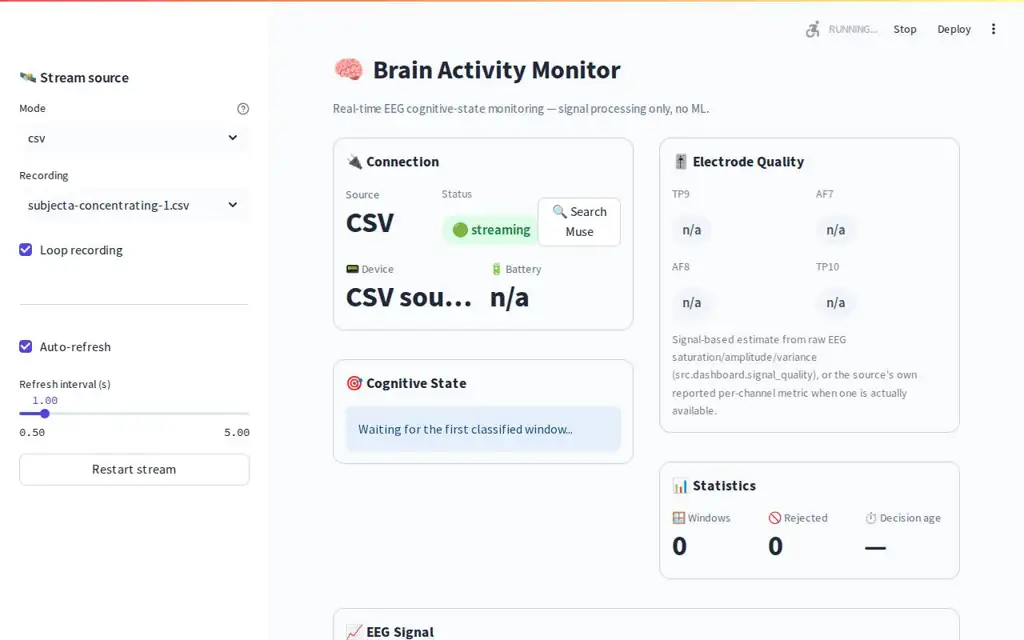 RUNNING...
Stop
Deploy
Stream source
Mode
csv
Recording
subjecta-concentrating-1.csv
Loop recording
Auto-refresh
Refresh interval (s)
1.00
0.50
5.00
Restart stream
Brain Activity Monitor
Real-time EEG cognitive-state monitoring — signal processing only, no ML.
Connection
Source
CSV
Status
streaming
Search
Muse
Device
CSV sou...
Battery
n/a
Cognitive State
Waiting for the first classified window...
Electrode Quality
TP9
AF7
n/a
n/a
AF8
TP10
n/a
n/a
Signal-based estimate from raw EEG
saturation/amplitude/variance
(src.dashboard.signal_quality), or the source's own
reported per-channel metric when one is actually
available.
Statistics
Windows
Rejected
Decision age
0
0
—
EEG Signal